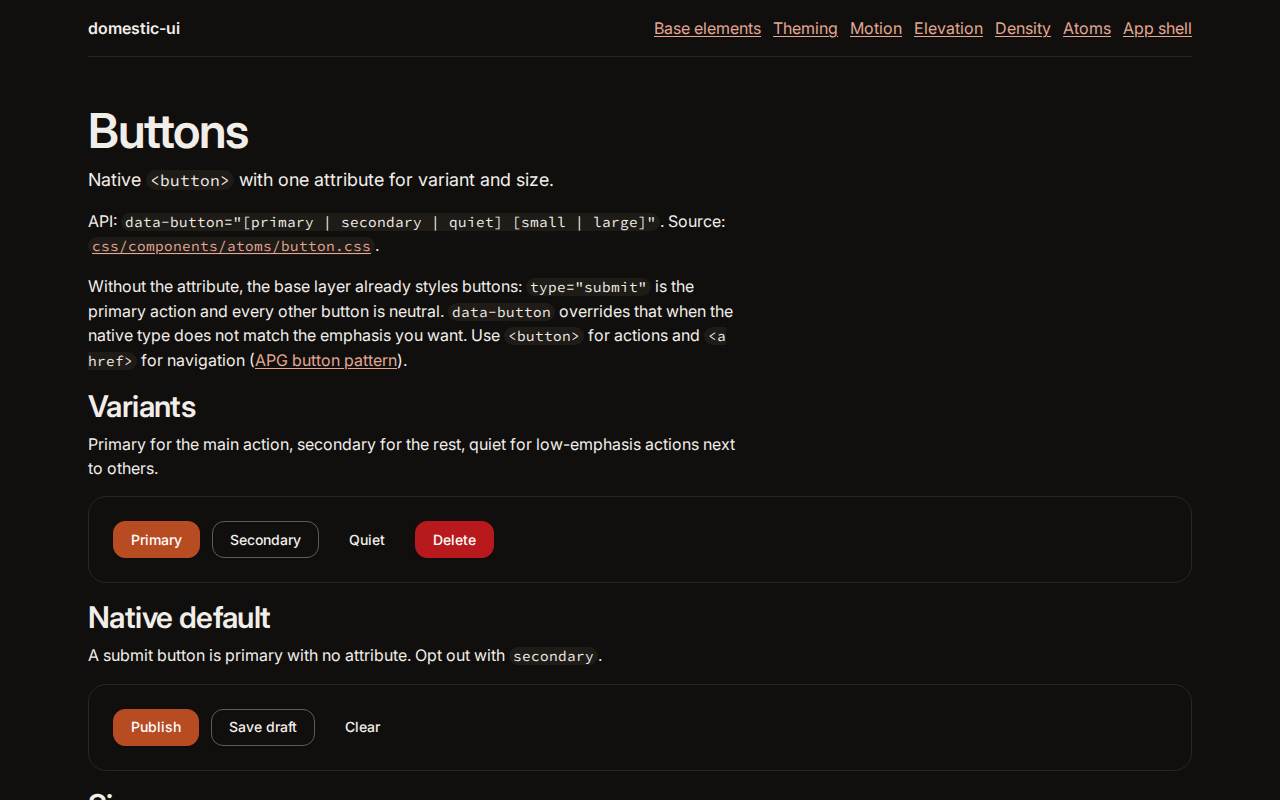 domestic-ui
Base elements Theming Motion Elevation Density Atoms App shell
Buttons
Native <button> with one attribute for variant and size.
API: data-button="[primary | secondary | quiet] [small | large]". Source:
css/components/atoms/button.css.
Without the attribute, the base layer already styles buttons: type="submit" is the
primary action and every other button is neutral. data-button overrides that when the
native type does not match the emphasis you want. Use <button> for actions and <a
href> for navigation (APG button pattern).
Variants
Primary for the main action, secondary for the rest, quiet for low-emphasis actions next
to others.
Primary Secondary Quiet Delete
Native default
A submit button is primary with no attribute. Opt out with secondary.
Publish Save draft Clear